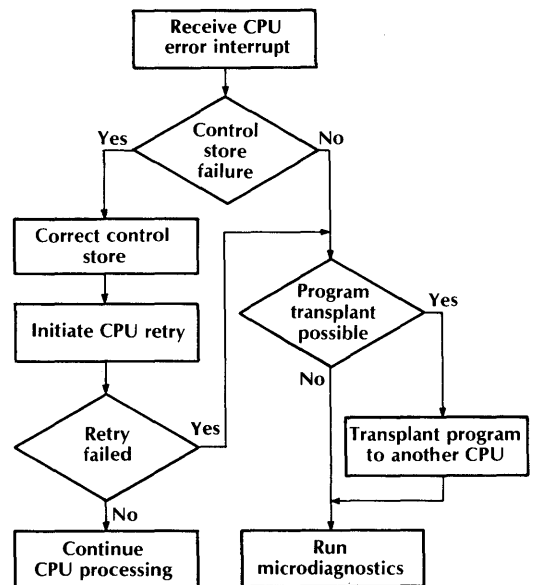 Receive CPU
error interrupt
Yes
Control
store
failure
No
Correct control
store
Initiate CPU retry
Program
transplant
possible
Yes
No
Retry
failed
Yes
Transplant program
to another CPU
No
Continue
CPU processing
Run
microdiagnostics